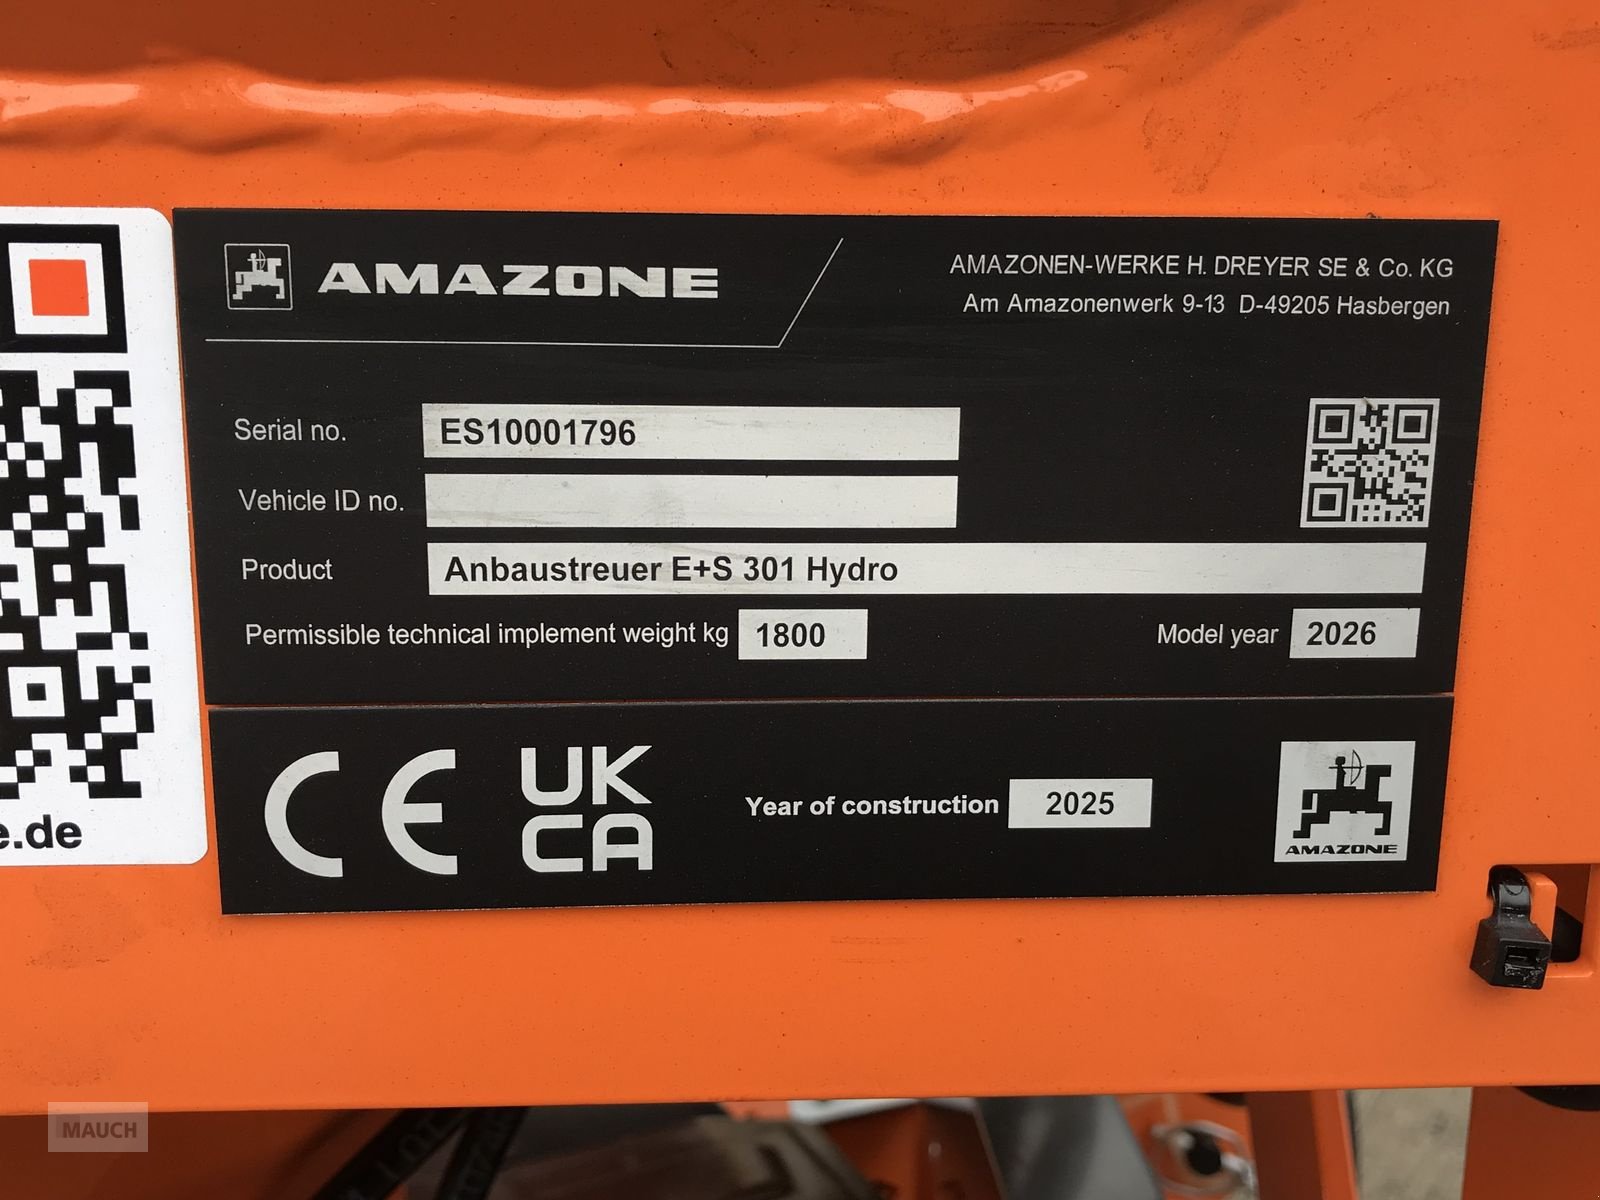 AMAZONE
AMAZONEN-WERKE H. DREYER SE & Co. KG
Am Amazonenwerk 9-13 D-49205 Hasbergen
Serial no. ES10001796
Vehicle ID no.
Product Anbaustreuer E+S 301 Hydro
Permissible technical implement weight kg 1800 Model year 2026
CE UK
CA
Year of construction 2025
AMAZONE
e.de
MAUCH